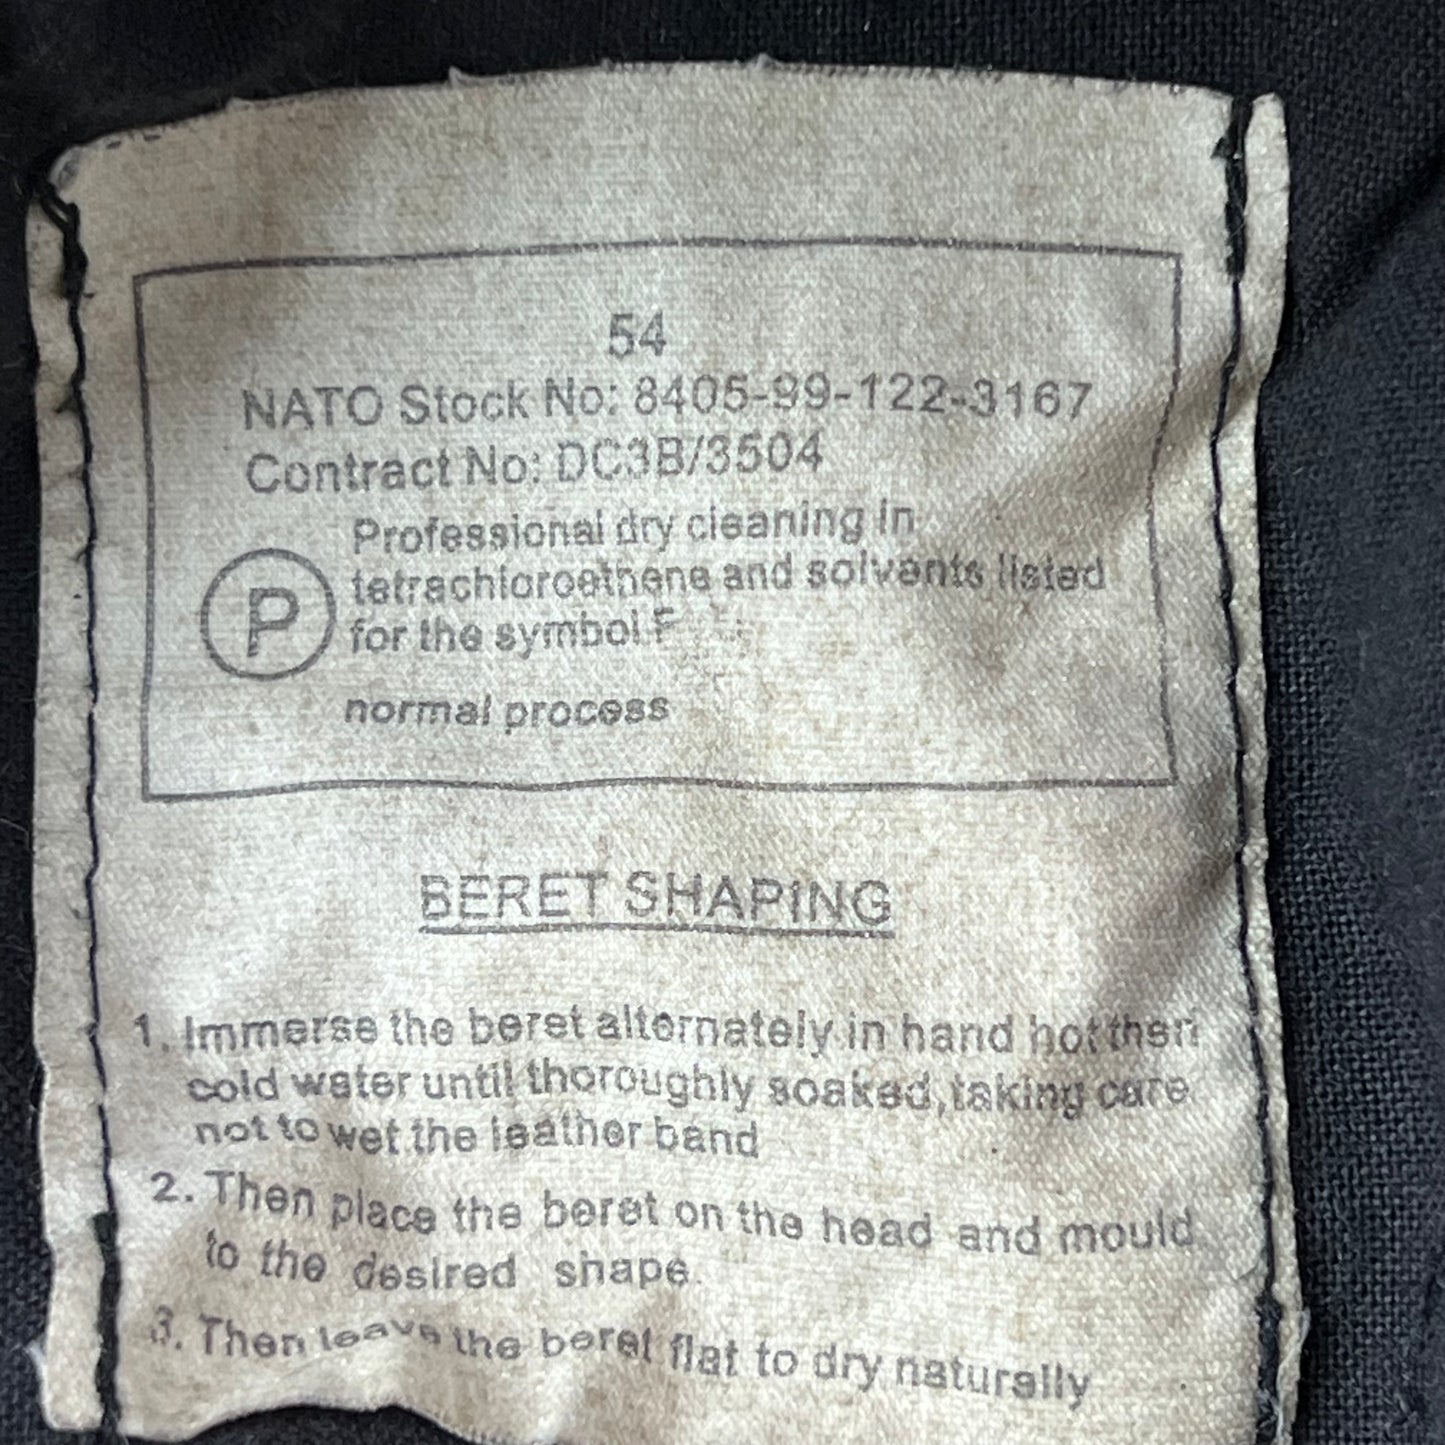 54
NATO Stock No: 8405-99-122-3167
Contract No: DC3B/3504
Professional dry cleaning in
tetrachloroethene and solvents listed
P
for the symbol F
normal process
BERET SHAPING
1. Immerse the beret alternately in hand hot then
cold water until thoroughly soaked, taking care
not to wet the leather band
2. Then place the beret on the head and mould
to the desired shape.
3. Then leave the beret flat to dry naturally